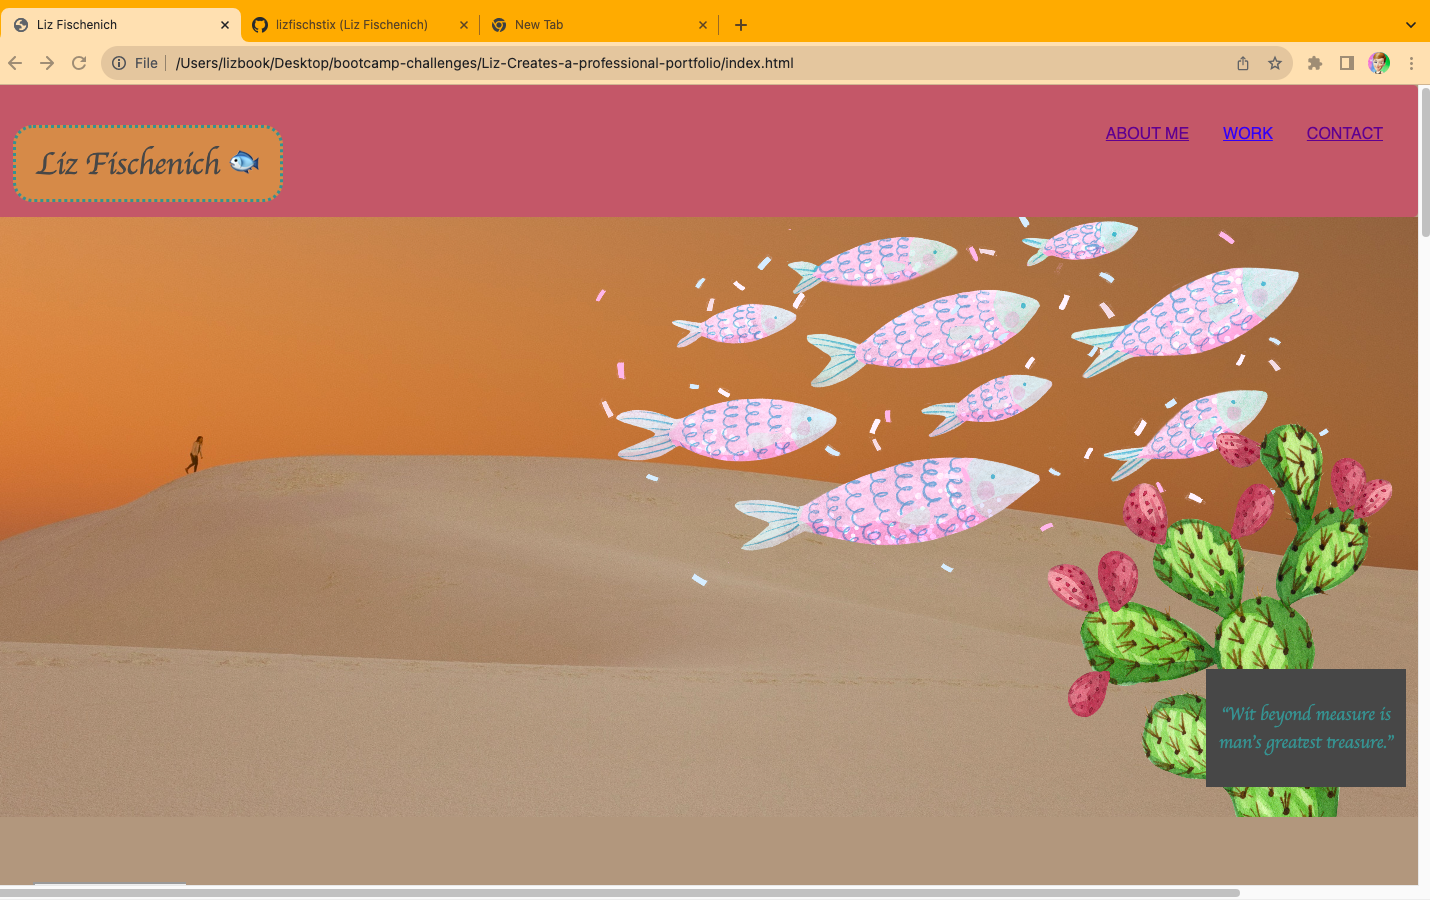 Liz Fischenich
lizfischstix (Liz Fischenich)
New Tab
File
/Users/lizbook/Desktop/bootcamp-challenges/Liz-Creates-a-professional-portfolio/index.html
Liz Fischenich
ABOUT ME
WORK
CONTACT
“Wit beyond measure is
man’s greatest treasure.”